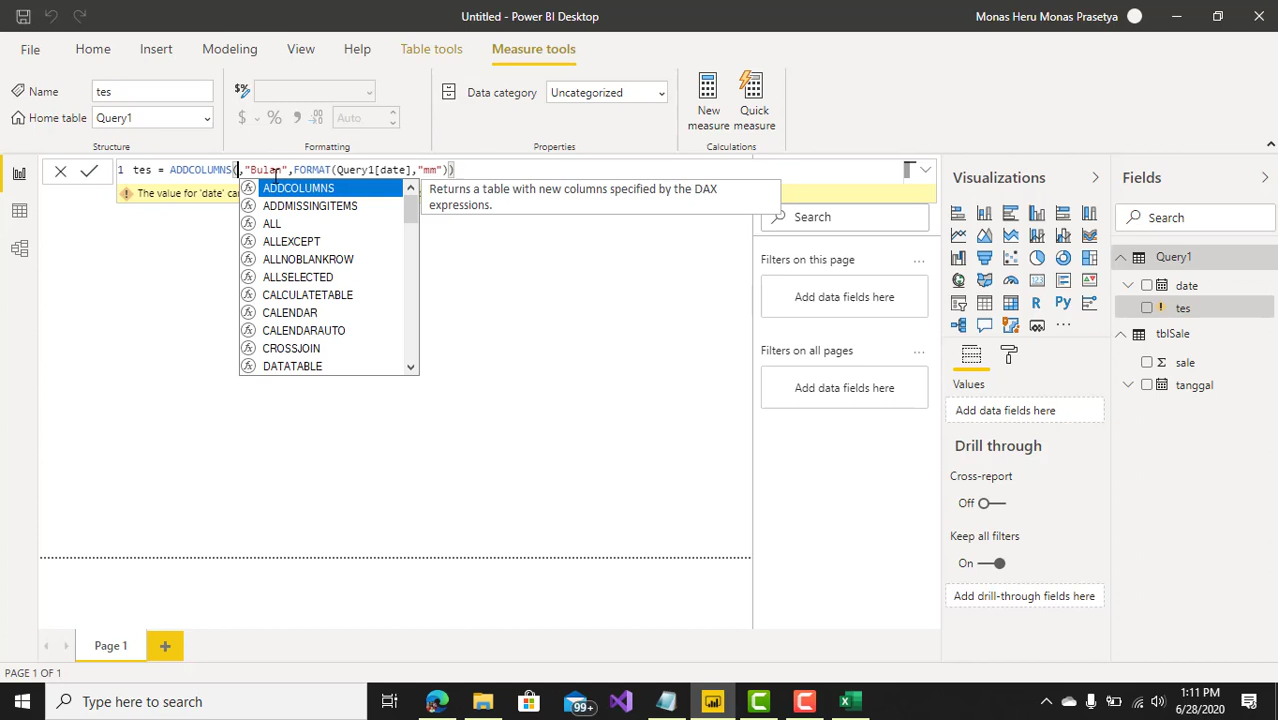 Untitled - Power BI Desktop
Monas Heru Monas Prasetya
File
Home
Insert
Modeling
View
Help
Table tools
Measure tools
Name
tes
Home table
Query1
Structure
$%
$
%
Auto
Formatting
Data category
Uncategorized
Properties
New measure
Quick measure
Calculations
1 tes = ADDCOLUMNS(,"Bulan",FORMAT(Query1[date],"mm"))
The value for 'date' ca
ADDCOLUMNS
ADDMISSINGITEMS
ALL
ALLEXCEPT
ALLNOBLANKROW
ALLSELECTED
CALCULATETABLE
CALENDAR
CALENDARAUTO
CROSSJOIN
DATATABLE
Returns a table with new columns specified by the DAX
expressions.
Search
Filters on this page
...
Add data fields here
Filters on all pages
...
Add data fields here
Visualizations
123
R
Py
...
Values
Add data fields here
Drill through
Cross-report
Off
Keep all filters
On
Add drill-through fields here
Fields
Search
Query1
date
tes
tblSale
sale
tanggal
Page 1
PAGE 1 OF 1
Type here to search
99+
1:11 PM
6/28/2020